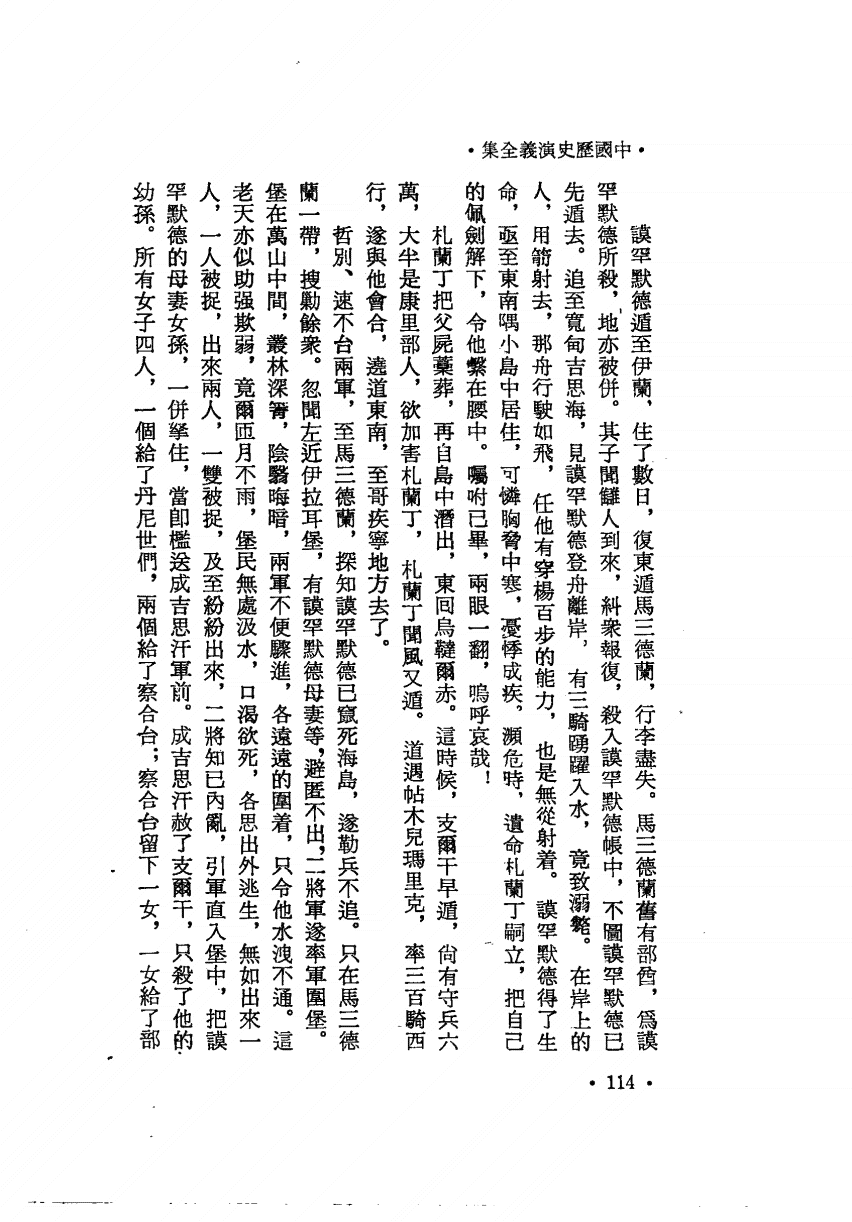 ·中國歷史演義全集·
謨罕默德遁至伊蘭，住了數日，復東遁馬三德蘭，行李盡失。馬三德蘭舊有部酋，爲謨
罕默德所殺，地亦被併。其子聞讎人到來，糾衆報復，殺入謨罕默德帳中，不圖謨罕默德已
先遁去。追至寬甸吉思海，見謨罕默德登舟離岸，有三騎踴躍入水，竟致溺斃。在岸上的
人，用箭射去，那舟行駛如飛，任他有穿楊百步的能力，也是無從射着。謨罕默德得了生
命，亟至東南隅小島中居住，可憐胸脅中寒，憂悸成疾。瀕危時，遺命札蘭丁嗣立，把自己
的佩劍解下，令他繫在腰中。囑咐已畢，兩眼一翻，嗚呼哀哉！
札蘭丁把父屍藁葬，再自島中潛出，東回烏韃爾赤。這時候，支爾干早遁，尙有守兵六
萬，大半是康里部人，欲加害札蘭丁，札蘭丁聞風又遁。道遇帖木兒瑪里克，率三百騎西
行，遂與他會合，遶道東南，至哥疾寧地方去了。
哲別、速不台兩軍，至馬三德蘭，探知謨罕默德已竄死海島，遂勒兵不追。只在馬三德
蘭一帶，搜勦餘衆。忽聞左近伊拉耳堡，有謨罕默德母妻等，避匿不出，二將軍遂率軍圍堡。
堡在萬山中間，叢林深箐，陰翳晦暗，兩軍不便驟進，各遠遠的圍着，只令他水洩不通。這
老天亦似助强欺弱，竟爾匝月不雨，堡民無處汲水，口渴欲死，各思出外逃生，無如出來一
人，一人被捉，出來兩人，一雙被捉，及至紛紛出來，二將知已內亂，引軍直入堡中，把謨
罕默德的母妻女孫，一併拏住，當卽檻送成吉思汗軍前。成吉思汗赦了支爾干，只殺了他的
幼孫。所有女子四人，一個給了丹尼世們，兩個給了察合台；察合台留下一女，一女給了部
·114·